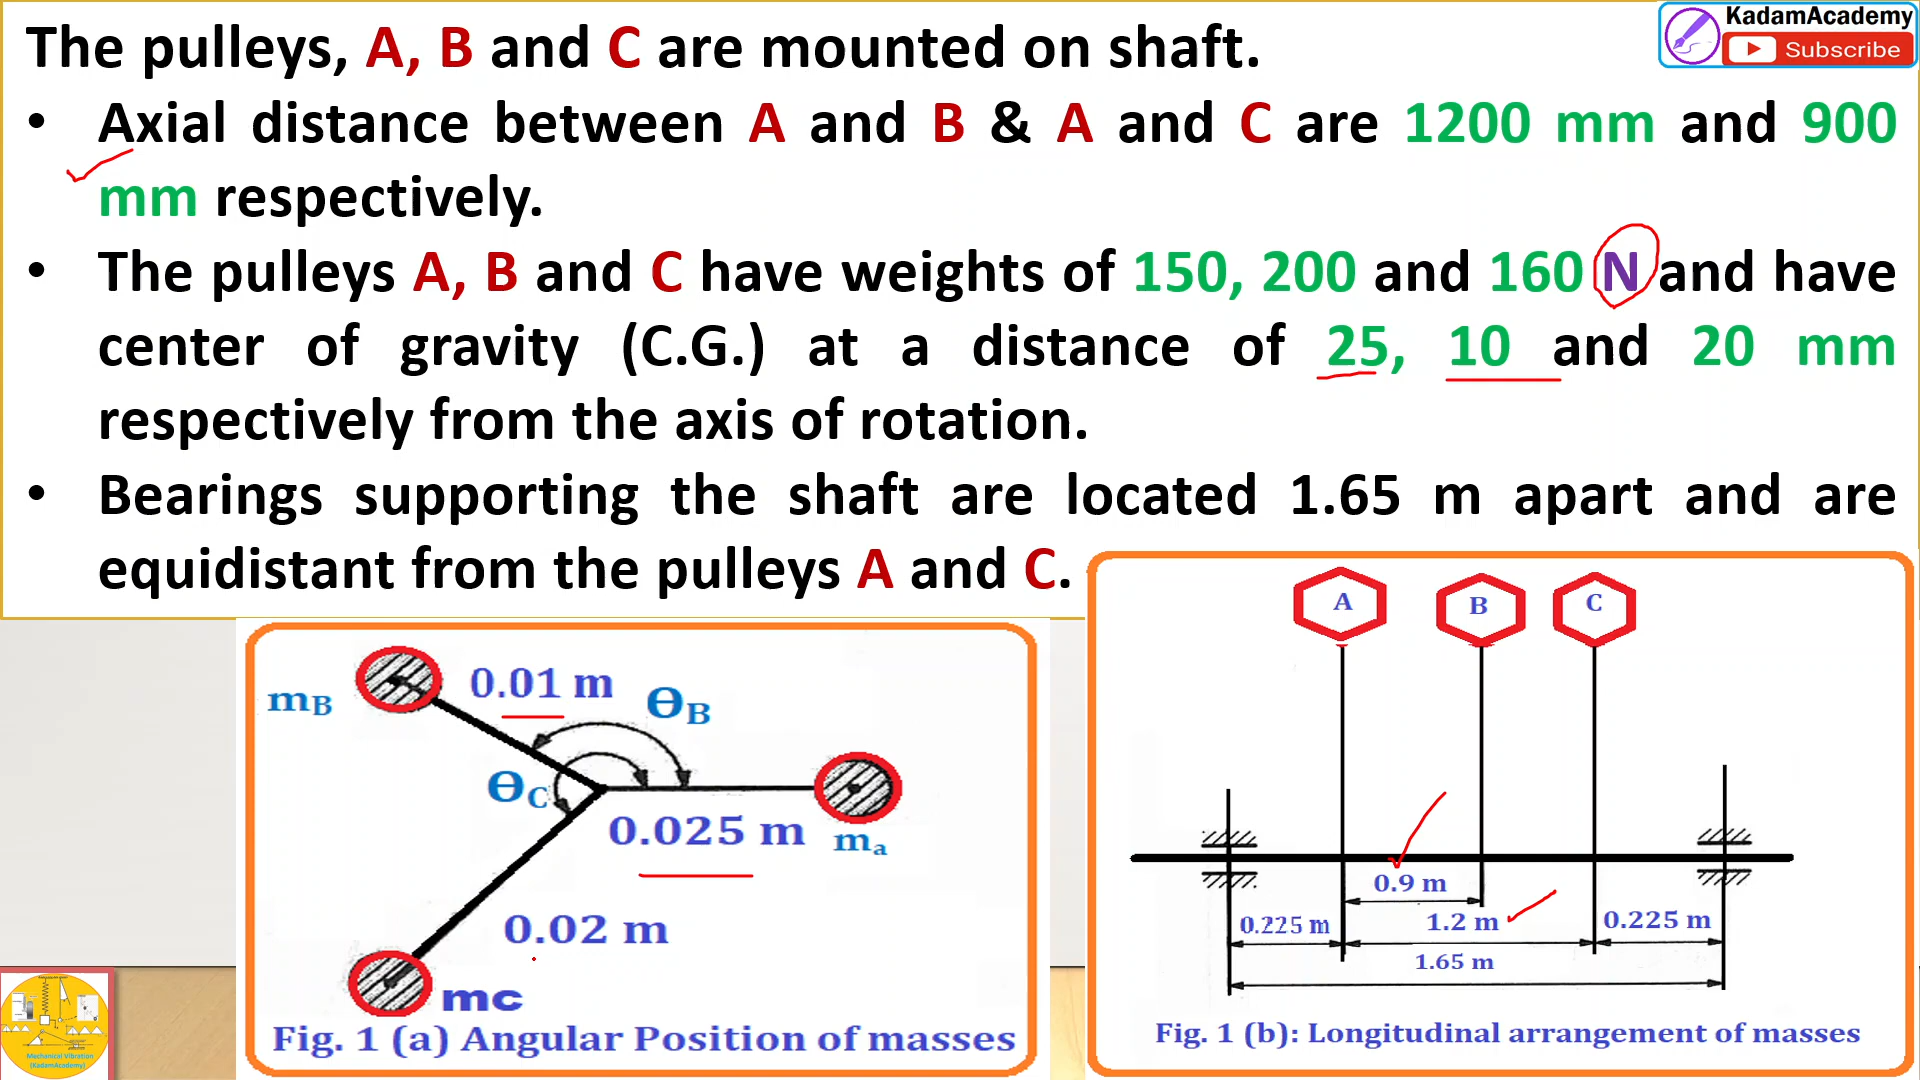 The pulleys, A, B and C are mounted on shaft.
KadamAcademy
Subscribe
• Axial distance between A and B & A and C are 1200 mm and 900
mm respectively.
• The pulleys A, B and C have weights of 150, 200 and 160 N and have
center of gravity (C.G.) at a distance of 25, 10 and 20 mm
respectively from the axis of rotation.
• Bearings supporting the shaft are located 1.65 m apart and are
equidistant from the pulleys A and C.
mB
0.01 m
ΘB
ΘC
0.025 m
ma
0.02 m
mc
Fig. 1 (a) Angular Position of masses
A
B
C
0.9 m
0.225 m
1.2 m
0.225 m
1.65 m
Fig. 1 (b): Longitudinal arrangement of masses
Mechanical Vibration
(KadamAcademy)